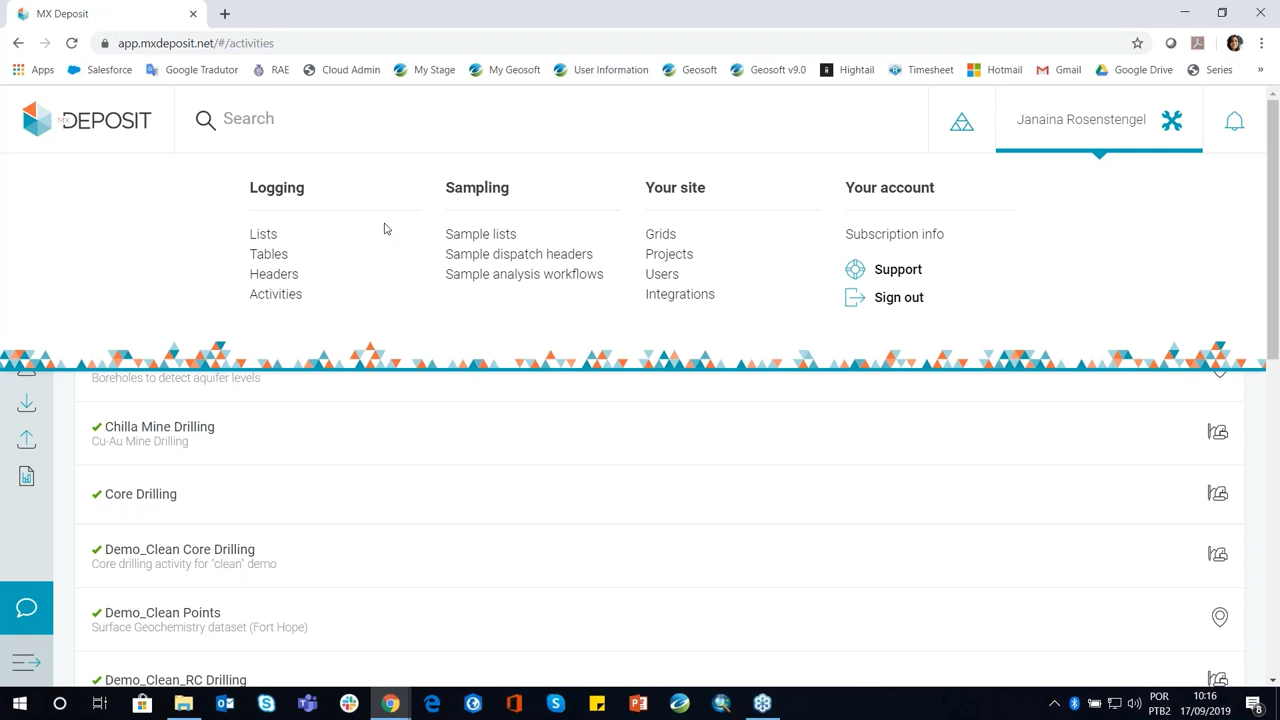 MX Deposit
app.mxdeposit.net/#/activities
Apps Salesforce Google Tradutor RAE Cloud Admin My Stage My Geosoft User Information Geosoft Geosoft v9.0 Hightail Timesheet Hotmail Gmail Google Drive Series »
MX DEPOSIT
Search
Janaina Rosenstengel
Logging Sampling Your site Your account
Lists Sample lists Grids Subscription info
Tables Sample dispatch headers Projects Support
Headers Sample analysis workflows Users
Activities Integrations Sign out
Boreholes to detect aquifer levels
Chilla Mine Drilling
Cu-Au Mine Drilling
Core Drilling
Demo_Clean Core Drilling
Core drilling activity for "clean" demo
Demo_Clean Points
Surface Geochemistry dataset (Fort Hope)
Demo_Clean_RC Drilling
POR 10:16
PTB2 17/09/2019
8